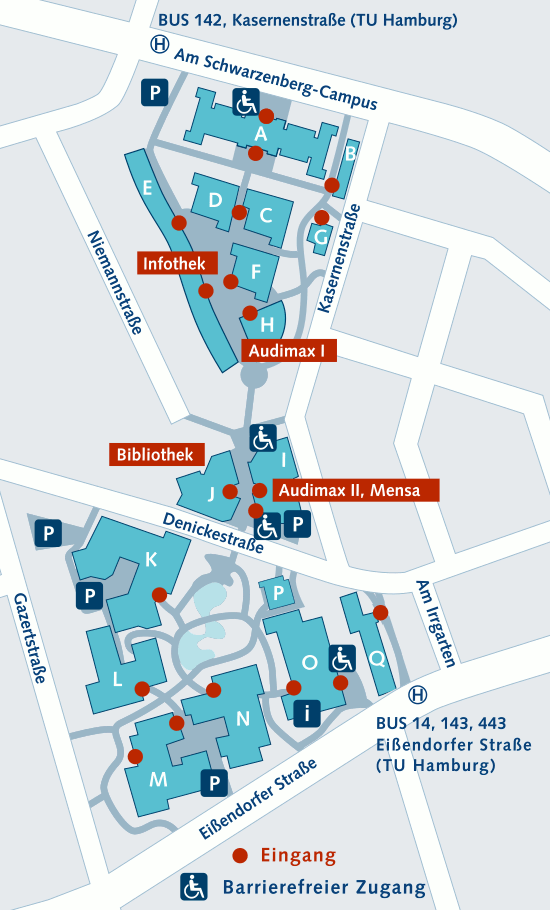 BUS 142, Kasernenstraße (TU Hamburg)
H
Am Schwarzenberg-Campus
P
A
B
E
D
C
G
Niemannstraße
Kasernenstraße
Infothek
F
H
Audimax I
Bibliothek
I
J
Audimax II, Mensa
P
Denickestraße
P
K
P
P
Gazertstraße
Am Irrgarten
L
O
Q
i
H
N
M
P
BUS 14, 143, 443
Eißendorfer Straße
(TU Hamburg)
Eißendorfer Straße
Eingang
Barrierefreier Zugang